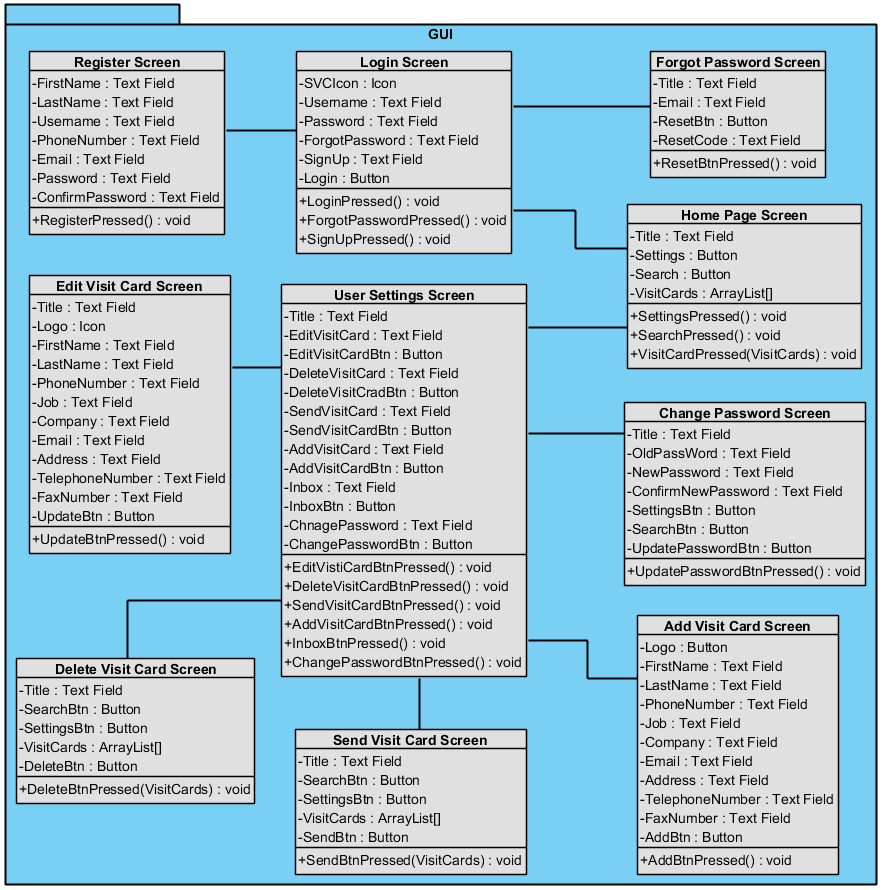 GUI
Register Screen
-FirstName : Text Field
-LastName : Text Field
-Username : Text Field
-PhoneNumber : Text Field
-Email : Text Field
-Password : Text Field
-ConfirmPassword : Text Field
+RegisterPressed() : void
Login Screen
-SVCIcon : Icon
-Username : Text Field
-Password : Text Field
-ForgotPassword : Text Field
-SignUp : Text Field
-Login : Button
+LoginPressed() : void
+ForgotPasswordPressed() : void
+SignUpPressed() : void
Forgot Password Screen
-Title : Text Field
-Email : Text Field
-ResetBtn : Button
-ResetCode : Text Field
+ResetBtnPressed() : void
Home Page Screen
-Title : Text Field
-Settings : Button
-Search : Button
-VisitCards : ArrayList[]
+SettingsPressed() : void
+SearchPressed() : void
+VisitCardPressed(VisitCards) : void
Edit Visit Card Screen
-Title : Text Field
-Logo : Icon
-FirstName : Text Field
-LastName : Text Field
-PhoneNumber : Text Field
-Job : Text Field
-Company : Text Field
-Email : Text Field
-Address : Text Field
-TelephoneNumber : Text Field
-FaxNumber : Text Field
-UpdateBtn : Button
+UpdateBtnPressed() : void
User Settings Screen
-Title : Text Field
-EditVisitCard : Text Field
-EditVisitCardBtn : Button
-DeleteVisitCard : Text Field
-DeleteVisitCradBtn : Button
-SendVisitCard : Text Field
-SendVisitCardBtn : Button
-AddVisitCard : Text Field
-AddVisitCardBtn : Button
-Inbox : Text Field
-InboxBtn : Button
-ChnagePassword : Text Field
-ChangePasswordBtn : Button
+EditVistiCardBtnPressed() : void
+DeleteVisitCardBtnPressed() : void
+SendVisitCardBtnPressed() : void
+AddVisitCardBtnPressed() : void
+InboxBtnPressed() : void
+ChangePasswordBtnPressed() : void
Change Password Screen
-Title : Text Field
-OldPassWord : Text Field
-NewPassword : Text Field
-ConfirmNewPassword : Text Field
-SettingsBtn : Button
-SearchBtn : Button
-UpdatePasswordBtn : Button
+UpdatePasswordBtnPressed() : void
Delete Visit Card Screen
-Title : Text Field
-SearchBtn : Button
-SettingsBtn : Button
-VisitCards : ArrayList[]
-DeleteBtn : Button
+DeleteBtnPressed(VisitCards) : void
Send Visit Card Screen
-Title : Text Field
-SearchBtn : Button
-SettingsBtn : Button
-VisitCards : ArrayList[]
-SendBtn : Button
+SendBtnPressed(VisitCards) : void
Add Visit Card Screen
-Logo : Button
-FirstName : Text Field
-LastName : Text Field
-PhoneNumber : Text Field
-Job : Text Field
-Company : Text Field
-Email : Text Field
-Address : Text Field
-TelephoneNumber : Text Field
-FaxNumber : Text Field
-AddBtn : Button
+AddBtnPressed() : void